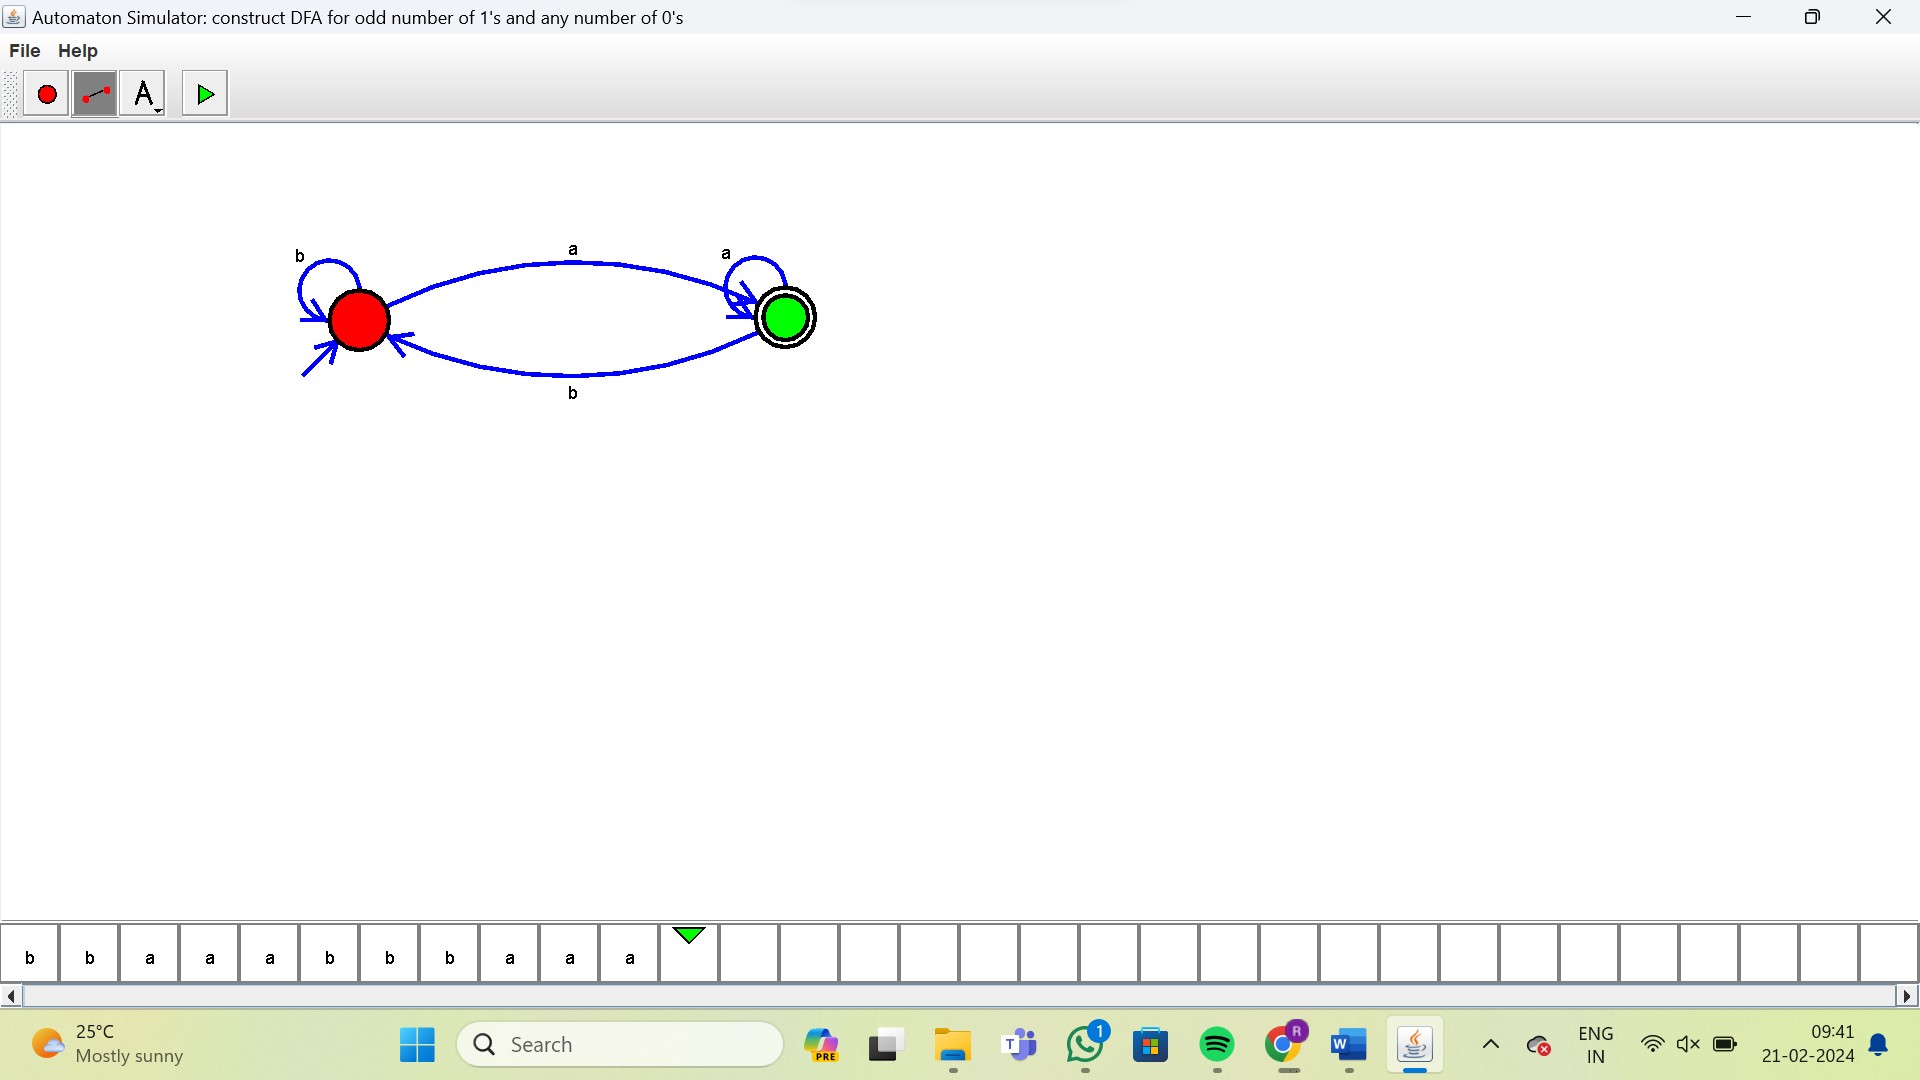 Automaton Simulator: construct DFA for odd number of 1's and any number of 0's
File Help
A
b a a
b
b b a a a b b b a a a
25°C
Mostly sunny
Search
PRE
T
1
R
W
ENG
IN
09:41
21-02-2024